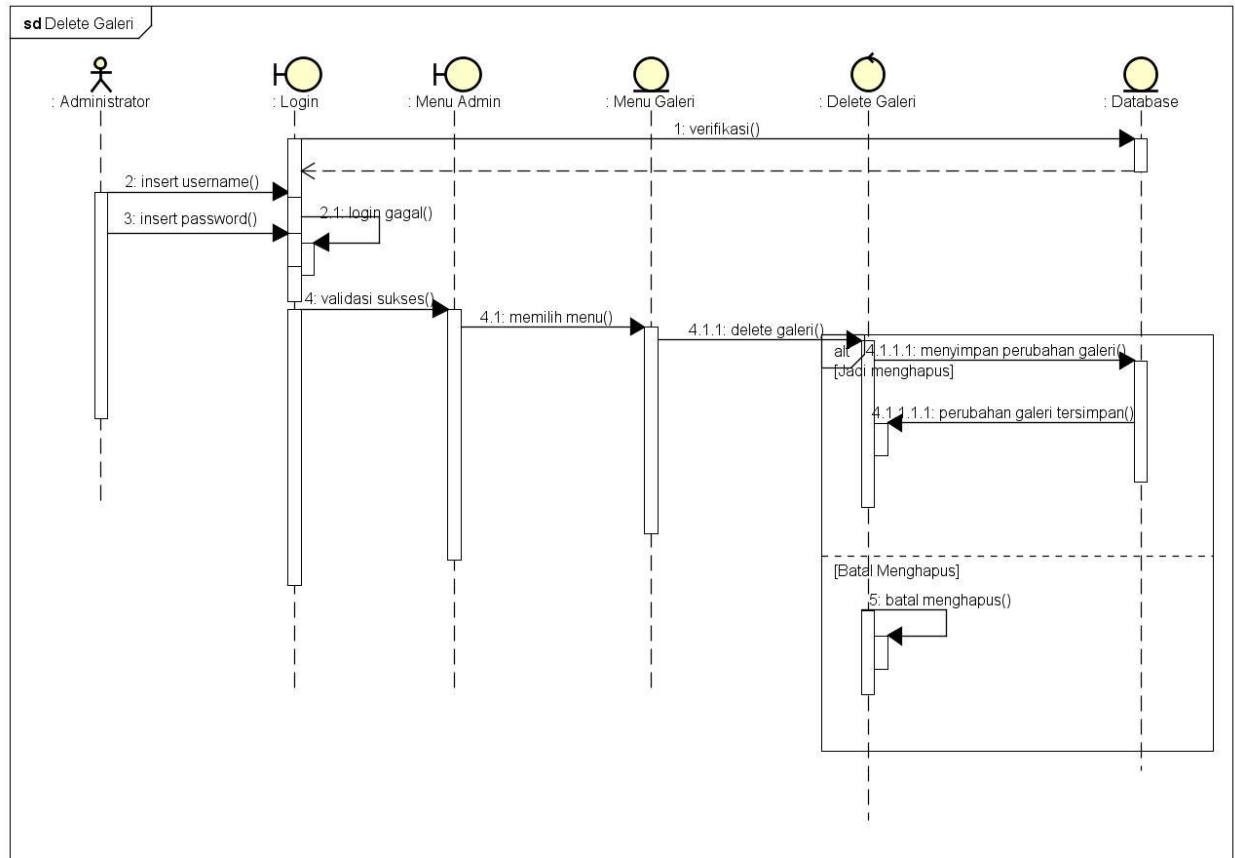 sd Delete Galeri
: Administrator
: Login
: Menu Admin
: Menu Galeri
: Delete Galeri
: Database
1: verifikasi()
2: insert username()
2.1: login gagal()
3: insert password()
4: validasi sukses()
4.1: memilih menu()
4.1.1: delete galeri()
alt
4.1.1.1: menyimpan perubahan galeri()
[Jadi menghapus]
4.1.1.1.1: perubahan galeri tersimpan()
[Batal Menghapus]
5: batal menghapus()